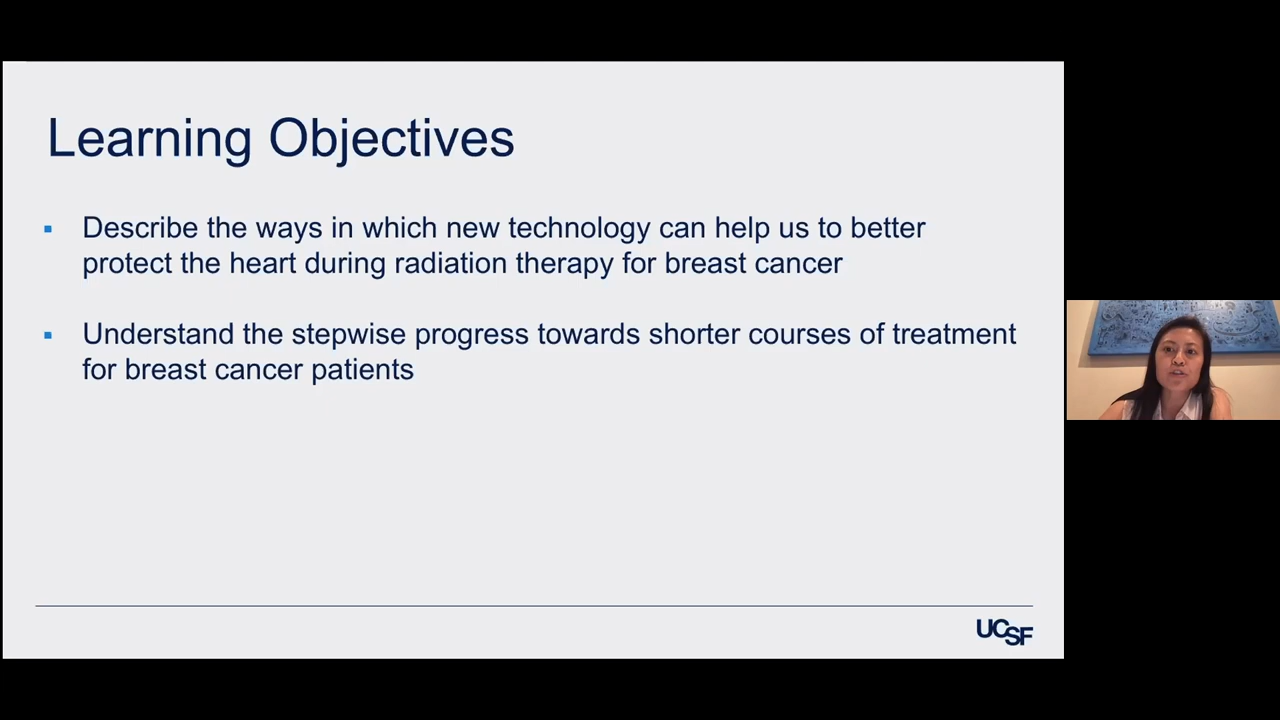 Learning Objectives
Describe the ways in which new technology can help us to better
protect the heart during radiation therapy for breast cancer
Understand the stepwise progress towards shorter courses of treatment
for breast cancer patients
UCSF